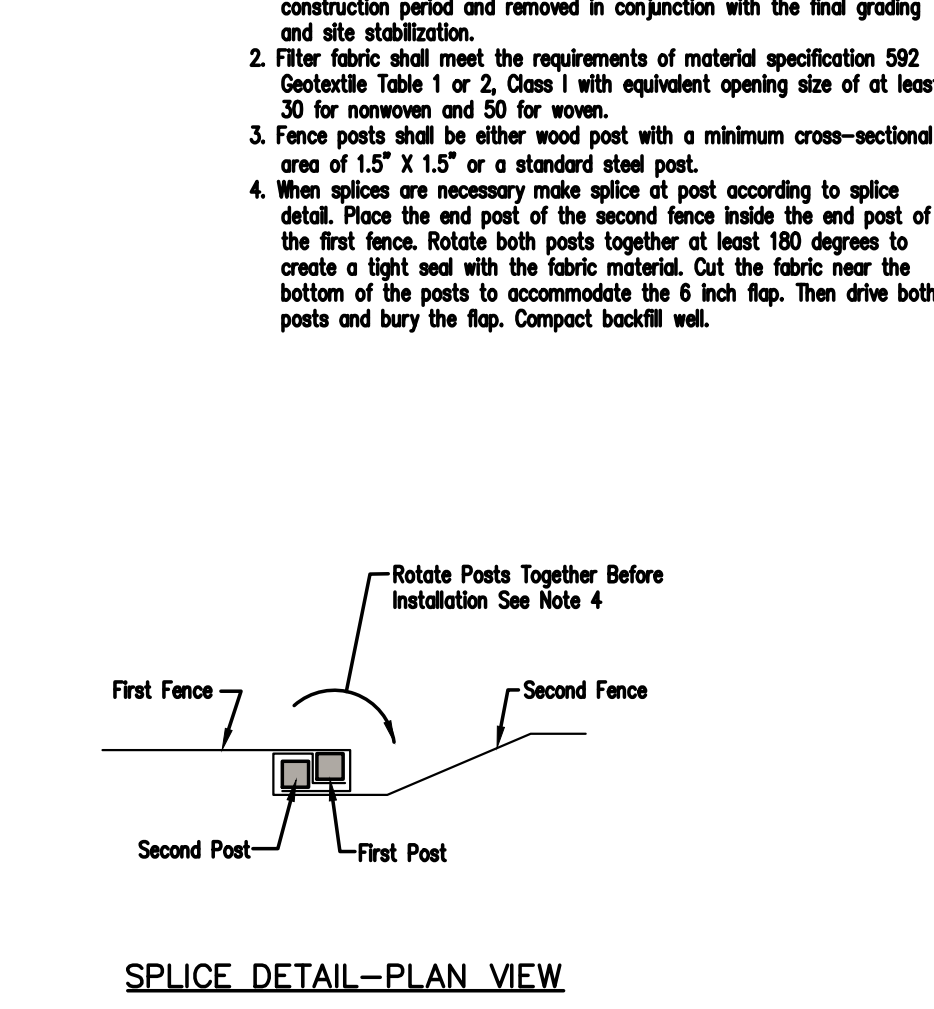 construction period and removed in conjunction with the final grading
and site stabilization.
2. Filter fabric shall meet the requirements of material specification 592
Geotextile Table 1 or 2, Class I with equivalent opening size of at least
30 for nonwoven and 50 for woven.
3. Fence posts shall be either wood post with a minimum cross-sectional
area of 1.5" X 1.5" or a standard steel post.
4. When splices are necessary make splice at post according to splice
detail. Place the end post of the second fence inside the end post of
the first fence. Rotate both posts together at least 180 degrees to
create a tight seal with the fabric material. Cut the fabric near the
bottom of the posts to accommodate the 6 inch flap. Then drive both
posts and bury the flap. Compact backfill well.
Rotate Posts Together Before
Installation See Note 4
First Fence
Second Fence
Second Post
First Post
SPLICE DETAIL-PLAN VIEW